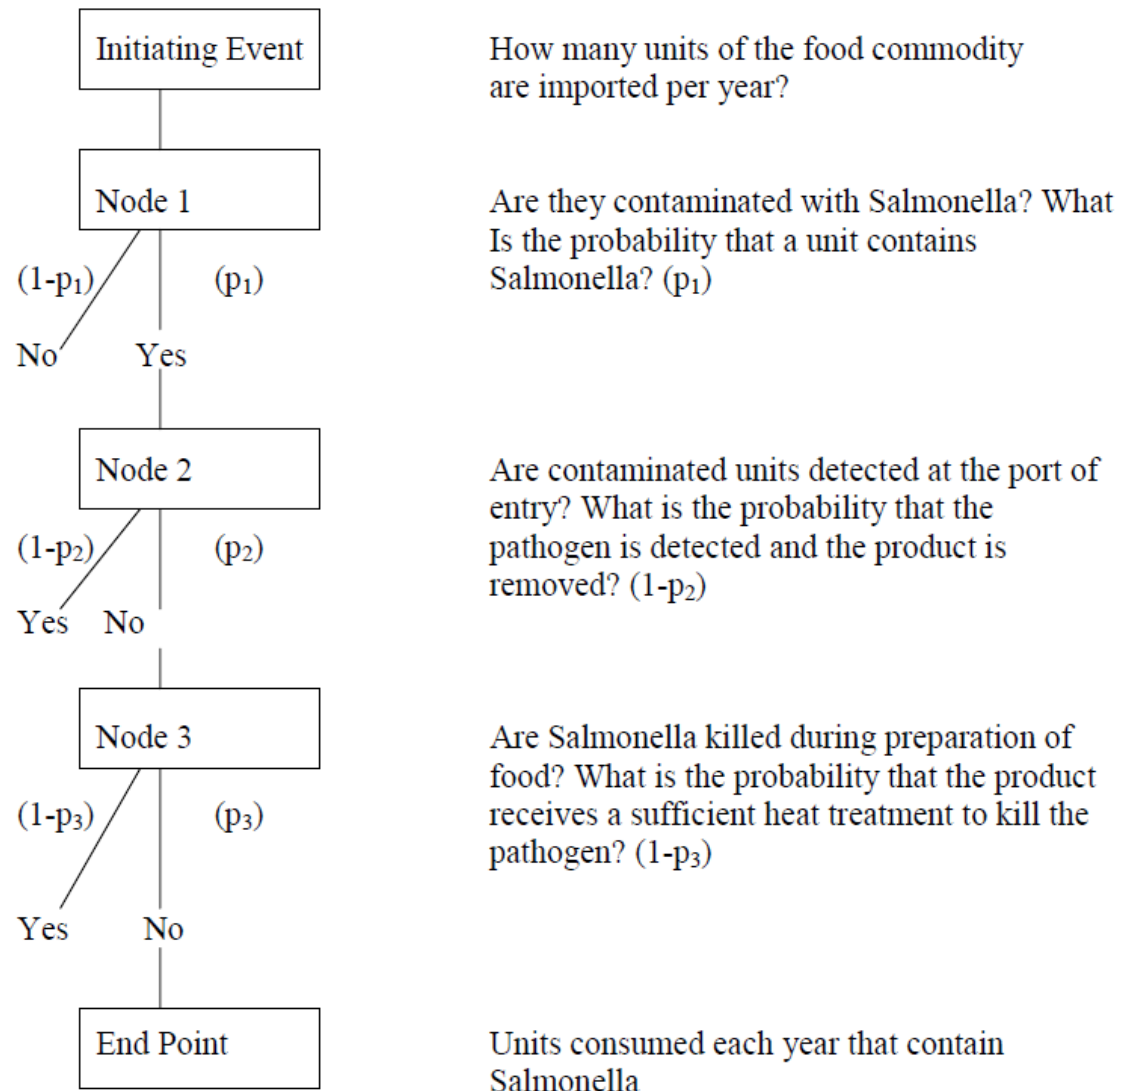 Initiating Event
How many units of the food commodity
are imported per year?
Node 1
Are they contaminated with Salmonella? What
Is the probability that a unit contains
Salmonella? (p₁)
(1-p₁)
(p₁)
No
Yes
Node 2
Are contaminated units detected at the port of
entry? What is the probability that the
pathogen is detected and the product is
removed? (1-p₂)
(1-p₂)
(p₂)
Yes
No
Node 3
Are Salmonella killed during preparation of
food? What is the probability that the product
receives a sufficient heat treatment to kill the
pathogen? (1-p₃)
(1-p₃)
(p₃)
Yes
No
End Point
Units consumed each year that contain
Salmonella